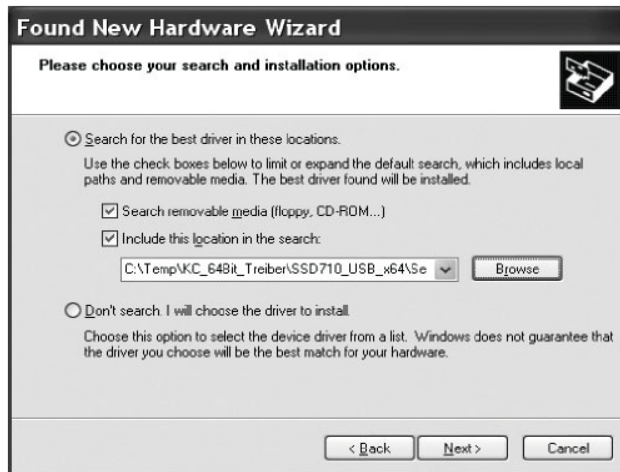 Found New Hardware Wizard
Please choose your search and installation options.
Search for the best driver in these locations.
Use the check boxes below to limit or expand the default search, which includes local
paths and removable media. The best driver found will be installed.
Search removable media (floppy, CD-ROM...)
Include this location in the search:
C:\Temp\KC_64Bit_Treiber\SSD710_USB_x64\Se
Browse
Don't search. I will choose the driver to install.
Choose this option to select the device driver from a list. Windows does not guarantee that
the driver you choose will be the best match for your hardware.
< Back
Next >
Cancel